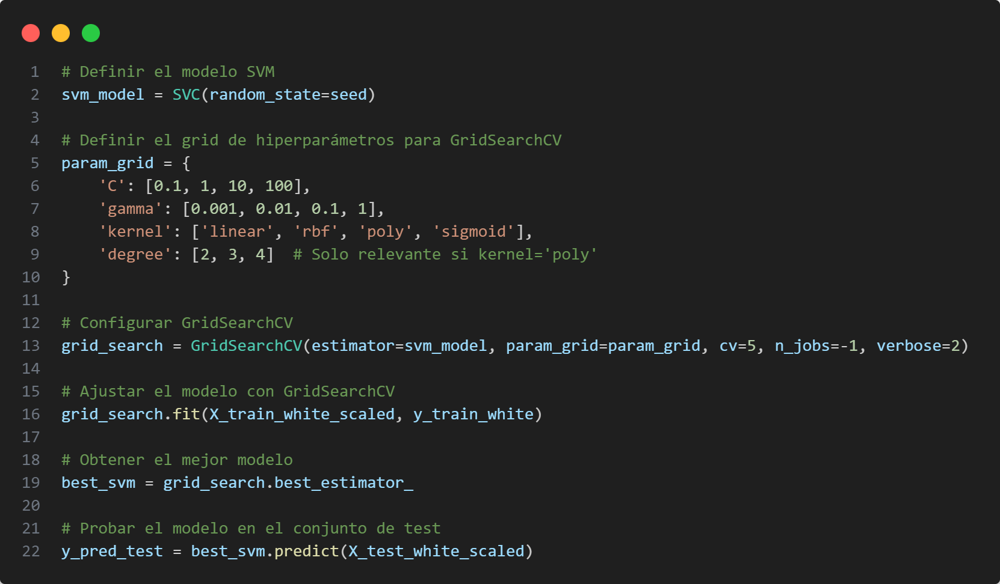 1 # Definir el modelo SVM
2 svm_model = SVC(random_state=seed)
3
4 # Definir el grid de hiperparámetros para GridSearchCV
5 param_grid = {
6     'C': [0.1, 1, 10, 100],
7     'gamma': [0.001, 0.01, 0.1, 1],
8     'kernel': ['linear', 'rbf', 'poly', 'sigmoid'],
9     'degree': [2, 3, 4]  # Solo relevante si kernel='poly'
10 }
11
12 # Configurar GridSearchCV
13 grid_search = GridSearchCV(estimator=svm_model, param_grid=param_grid, cv=5, n_jobs=-1, verbose=2)
14
15 # Ajustar el modelo con GridSearchCV
16 grid_search.fit(X_train_white_scaled, y_train_white)
17
18 # Obtener el mejor modelo
19 best_svm = grid_search.best_estimator_
20
21 # Probar el modelo en el conjunto de test
22 y_pred_test = best_svm.predict(X_test_white_scaled)